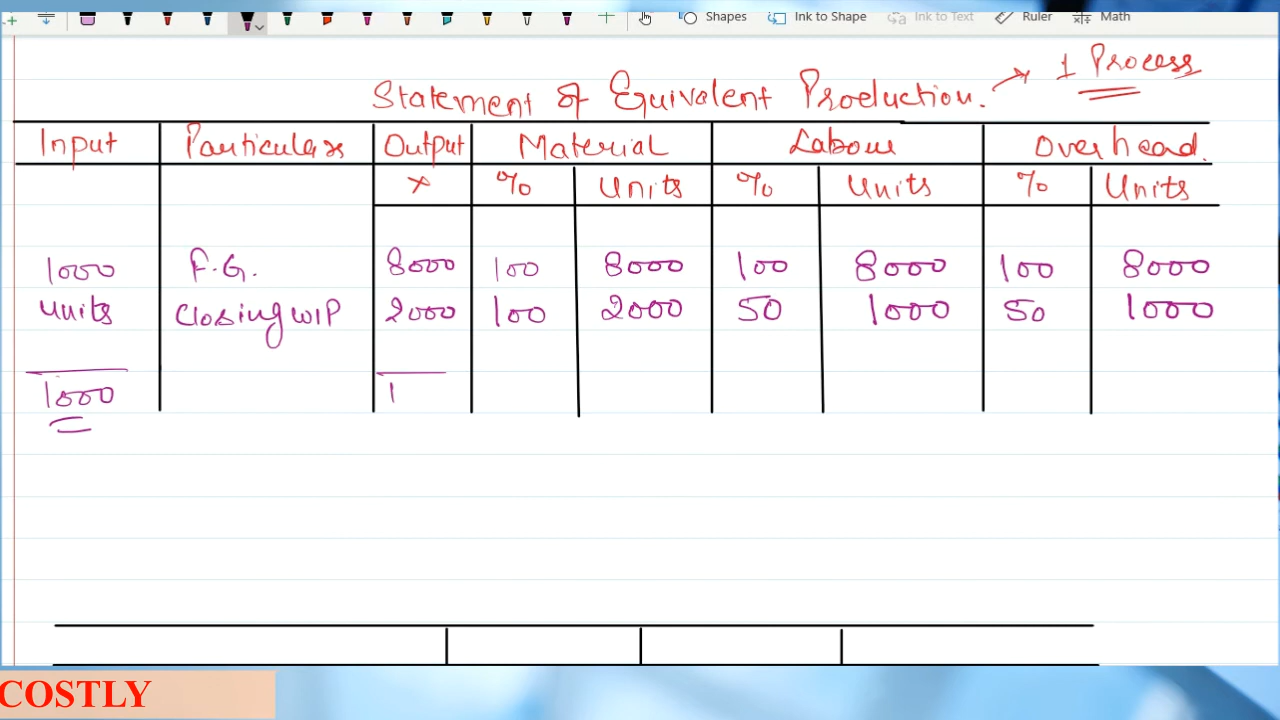 Shapes Ink to Shape Ink to Text Ruler Math
Statement of Equivalent Production. → 1 Process
Input Particulars Output Material Labour Overhead.
x % Units % Units % Units
1000 F.G. 8000 100 8000 100 8000 100 8000
Units Closing WIP 2000 100 2000 50 1000 50 1000
1000 1
COSTLY